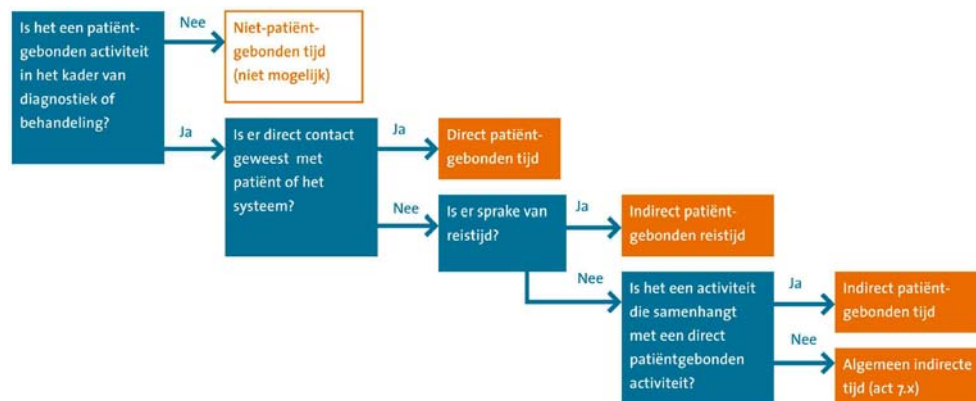 Is het een patiënt-
gebonden activiteit
in het kader van
diagnostiek of
behandeling?
Nee
Niet-patiënt-
gebonden tijd
(niet mogelijk)
Ja
Is er direct contact
geweest met
patiënt of het
systeem?
Ja
Direct patiënt-
gebonden tijd
Nee
Is er sprake van
reistijd?
Ja
Indirect patiënt-
gebonden reistijd
Nee
Is het een activiteit
die samenhangt
met een direct
patiëntgebonden
activiteit?
Ja
Indirect patiënt-
gebonden tijd
Nee
Algemeen indirecte
tijd (act 7.x)